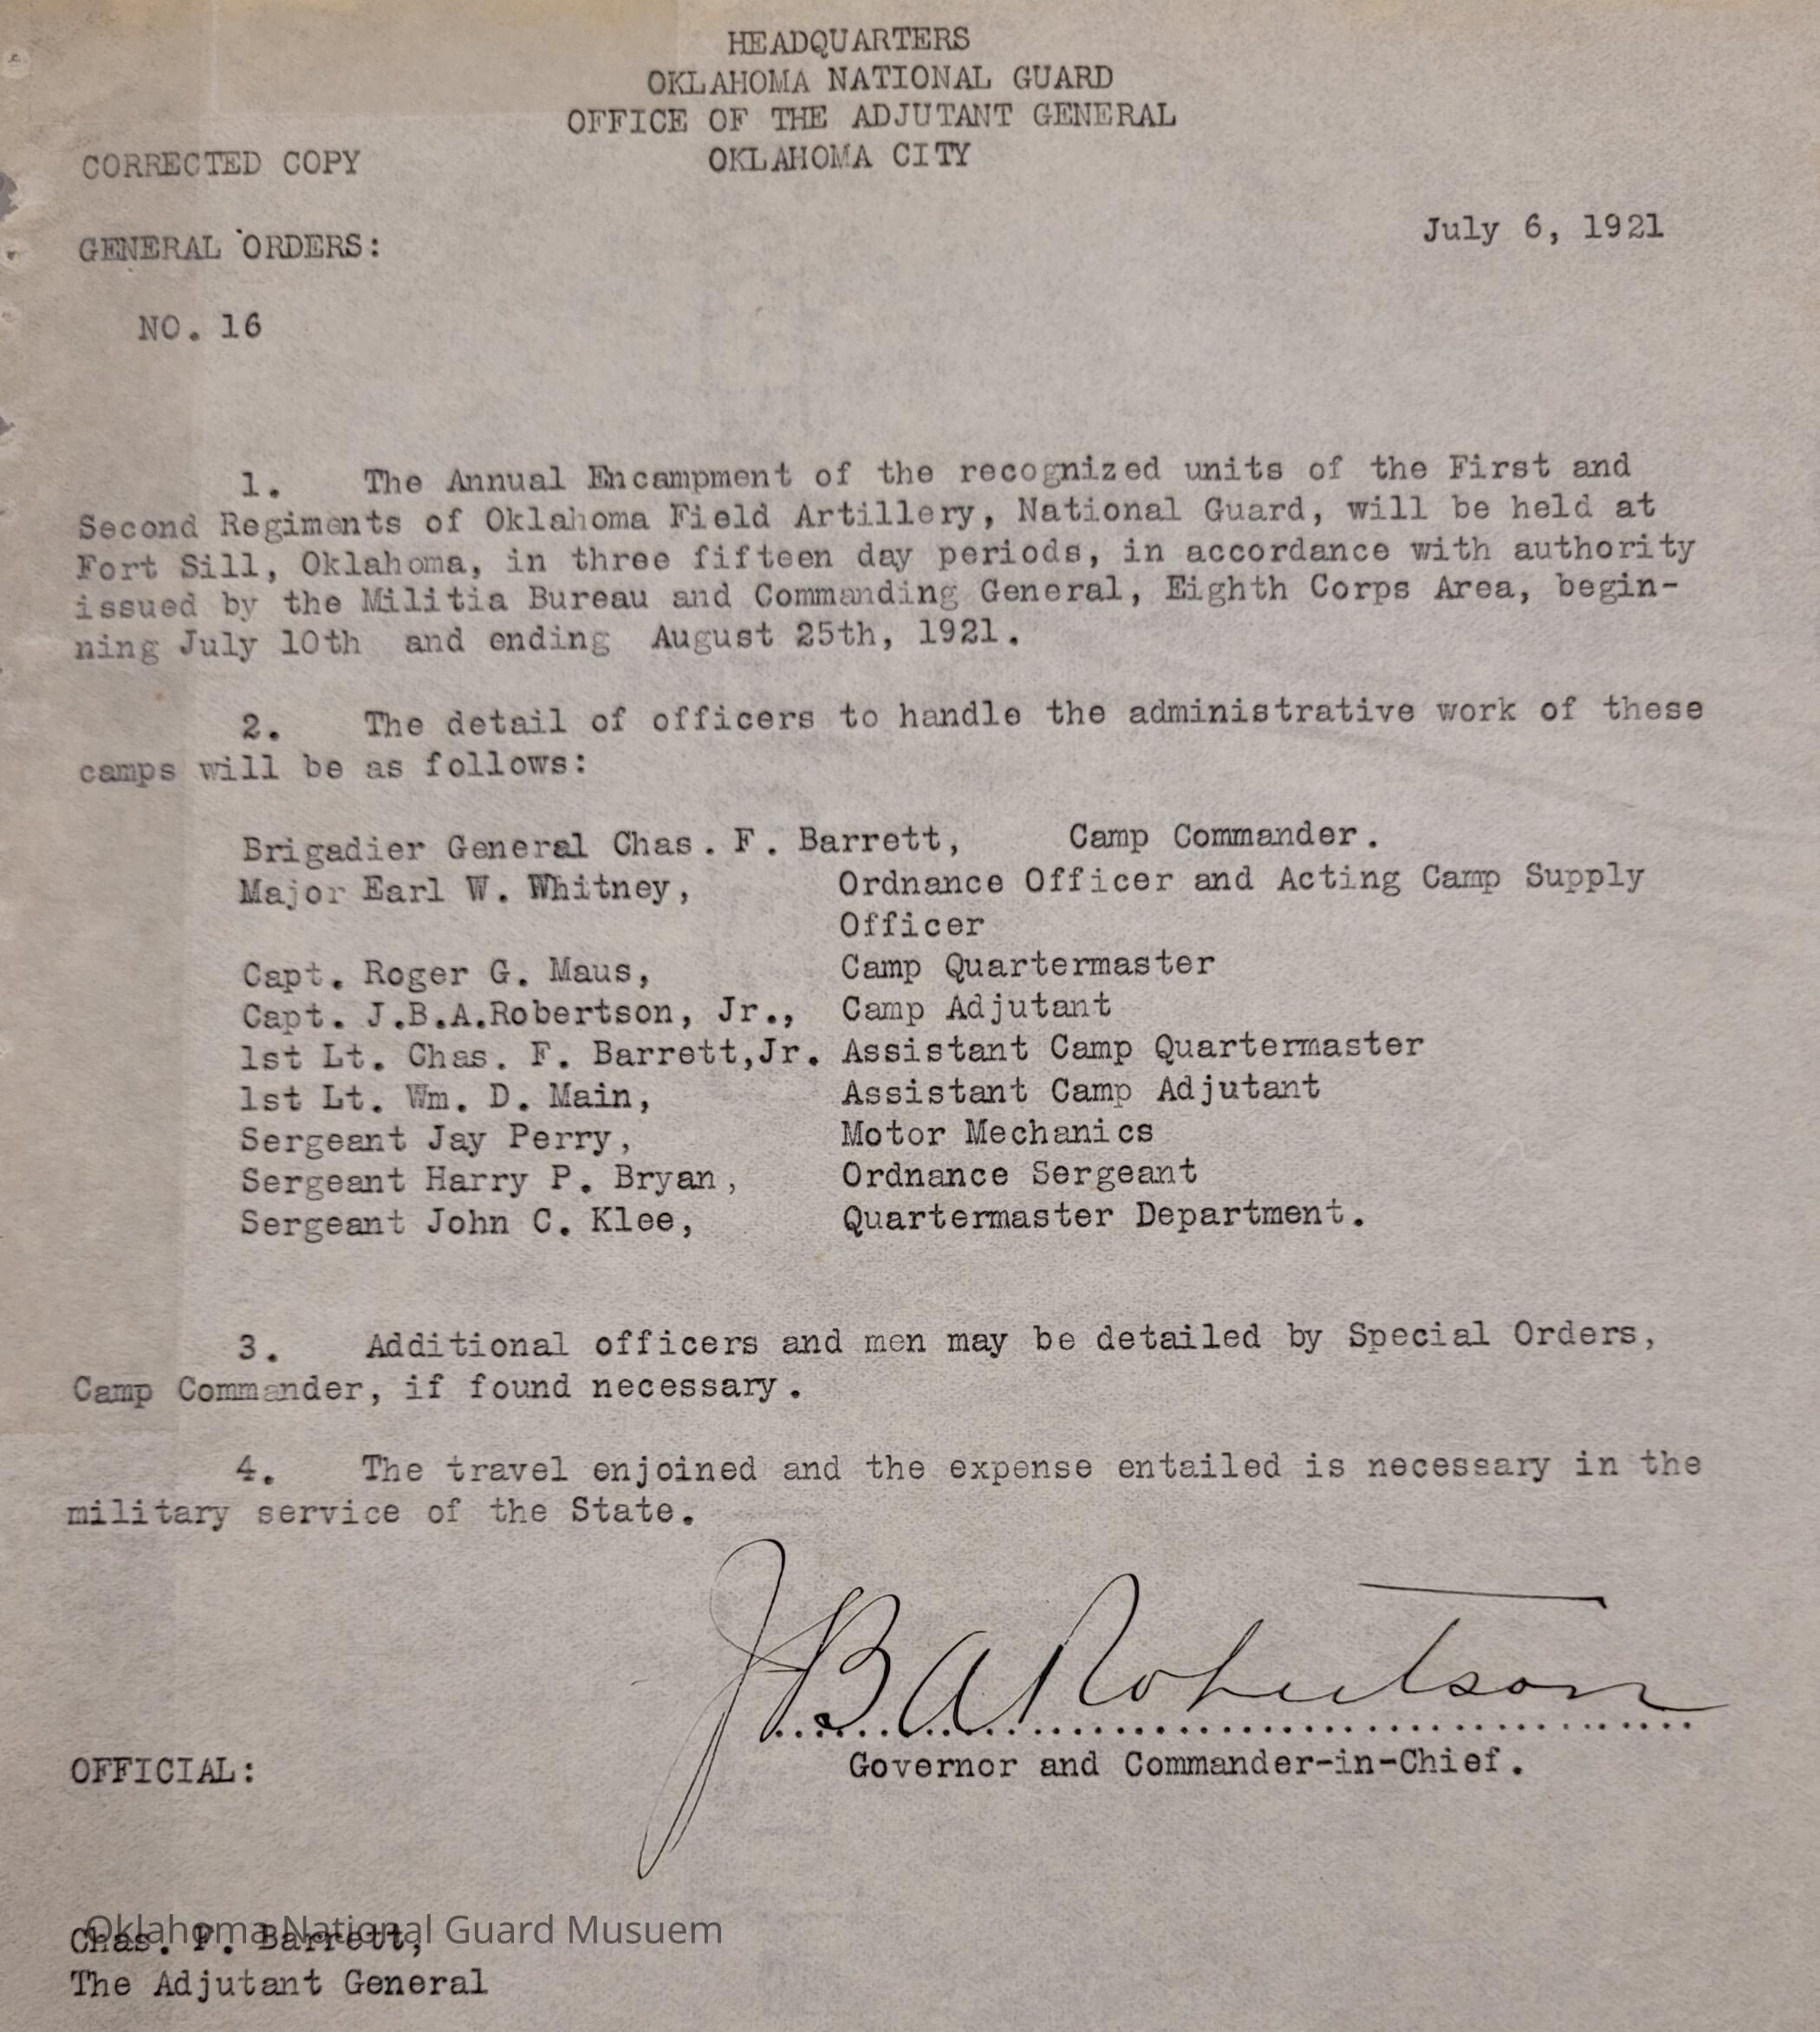 HEADQUARTERS
OKLAHOMA NATIONAL GUARD
OFFICE OF THE ADJUTANT GENERAL
OKLAHOMA CITY
CORRECTED COPY
July 6, 1921
GENERAL ORDERS:
NO. 16
1. The Annual Encampment of the recognized units of the First and
Second Regiments of Oklahoma Field Artillery, National Guard, will be held at
Fort Sill, Oklahoma, in three fifteen day periods, in accordance with authority
issued by the Militia Bureau and Commanding General, Eighth Corps Area, begin-
ning July 10th and ending August 25th, 1921.
2. The detail of officers to handle the administrative work of these
camps will be as follows:
Brigadier General Chas. F. Barrett, Camp Commander.
Major Earl W. Whitney, Ordnance Officer and Acting Camp Supply
Officer
Capt. Roger G. Maus, Camp Quartermaster
Capt. J.B.A.Robertson, Jr., Camp Adjutant
1st Lt. Chas. F. Barrett,Jr. Assistant Camp Quartermaster
1st Lt. Wm. D. Main, Assistant Camp Adjutant
Sergeant Jay Perry, Motor Mechanics
Sergeant Harry P. Bryan, Ordnance Sergeant
Sergeant John C. Klee, Quartermaster Department.
3. Additional officers and men may be detailed by Special Orders,
Camp Commander, if found necessary.
4. The travel enjoined and the expense entailed is necessary in the
military service of the State.
J B A Robertson
Governor and Commander-in-Chief.
OFFICIAL:
Oklahoma National Guard Musuem
Chas. F. Barrett,
The Adjutant General